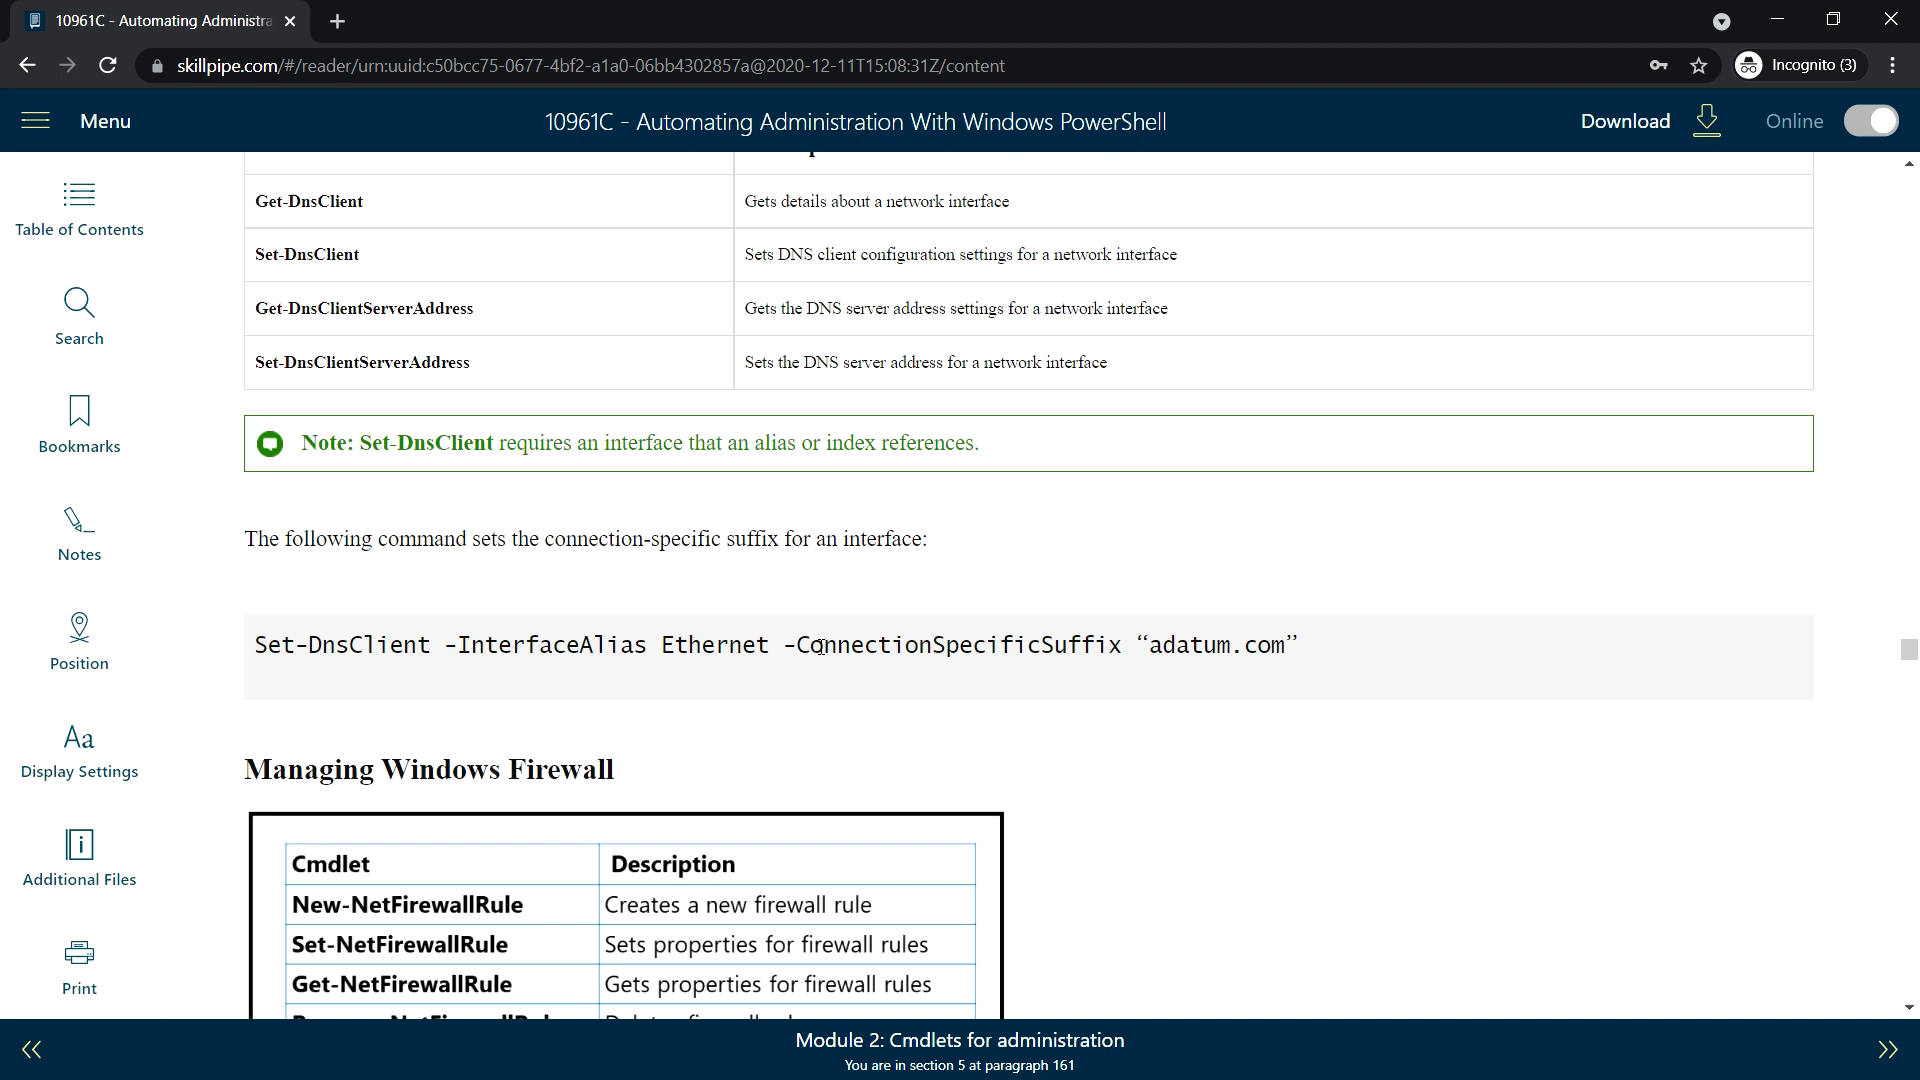 10961C - Automating Administra
skillpipe.com/#/reader/urn:uuid:c50bcc75-0677-4bf2-a1a0-06bb4302857a@2020-12-11T15:08:31Z/content
Incognito (3)
Menu
10961C - Automating Administration With Windows PowerShell
Download
Online
Table of Contents
Search
Bookmarks
Notes
Position
Aa
Display Settings
Additional Files
Print
Get-DnsClient Gets details about a network interface
Set-DnsClient Sets DNS client configuration settings for a network interface
Get-DnsClientServerAddress Gets the DNS server address settings for a network interface
Set-DnsClientServerAddress Sets the DNS server address for a network interface
Note: Set-DnsClient requires an interface that an alias or index references.
The following command sets the connection-specific suffix for an interface:
Set-DnsClient -InterfaceAlias Ethernet -ConnectionSpecificSuffix “adatum.com”
Managing Windows Firewall
Cmdlet Description
New-NetFirewallRule Creates a new firewall rule
Set-NetFirewallRule Sets properties for firewall rules
Get-NetFirewallRule Gets properties for firewall rules
Module 2: Cmdlets for administration
You are in section 5 at paragraph 161